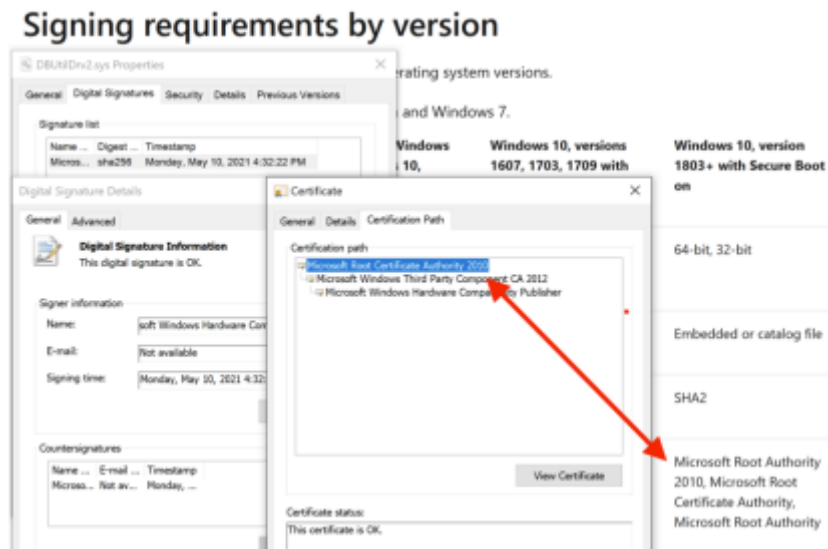 Signing requirements by version
DBUtilDrv2.sys Properties
erating system versions.
General Digital Signatures Security Details Previous Versions
and Windows 7.
Signature list
Name ... Digest ... Timestamp
Micros... sha256 Monday, May 10, 2021 4:32:22 PM
Windows
10,
Windows 10, versions
1607, 1703, 1709 with
Windows 10, version
1803+ with Secure Boot
on
Digital Signature Details
General Advanced
Digital Signature Information
This digital signature is OK.
Signer information
Name: soft Windows Hardware Com
E-mail: Not available
Signing time: Monday, May 10, 2021 4:32:
Countersignatures
Name ... E-mail ... Timestamp
Microso... Not av... Monday, ...
Certificate
General Details Certification Path
Certification path
Microsoft Root Certificate Authority 2010
Microsoft Windows Third Party Component CA 2012
Microsoft Windows Hardware Compa ty Publisher
View Certificate
Certificate status:
This certificate is OK.
64-bit, 32-bit
Embedded or catalog file
SHA2
Microsoft Root Authority
2010, Microsoft Root
Certificate Authority,
Microsoft Root Authority